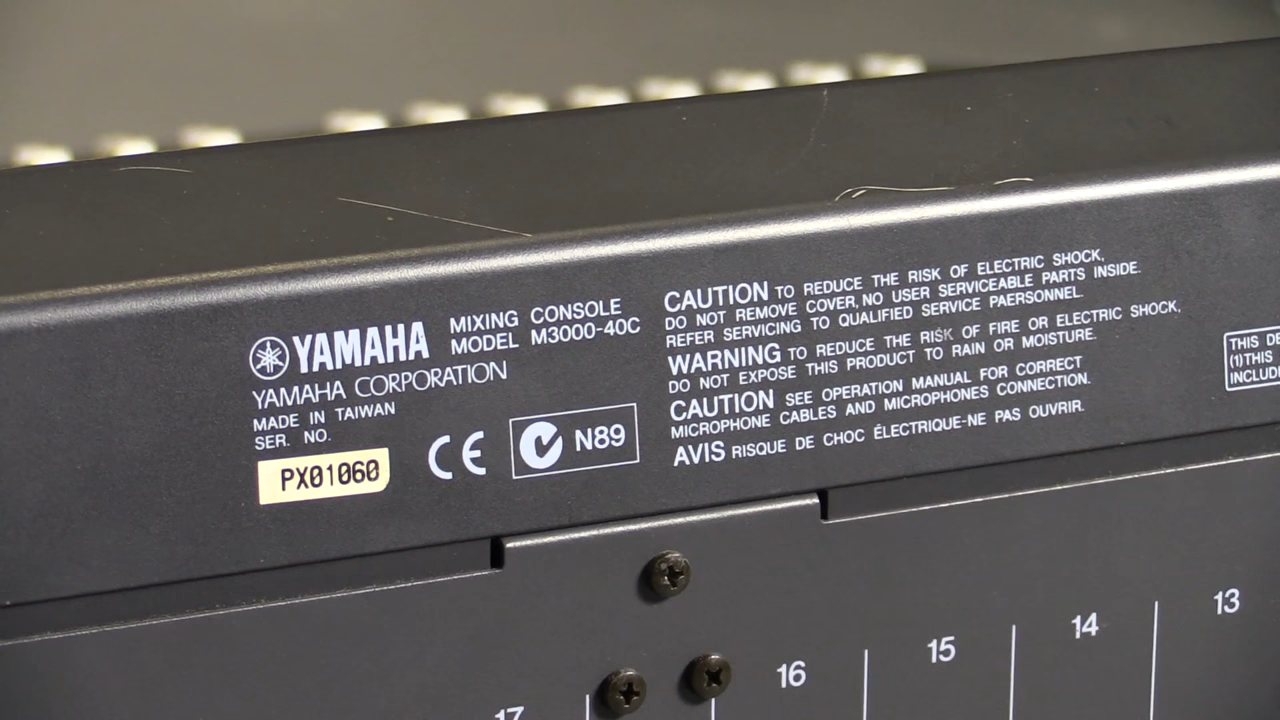 YAMAHA
MIXING CONSOLE
MODEL M3000-40C
YAMAHA CORPORATION
MADE IN TAIWAN
SER. NO.
PX01060
CE
N89
CAUTION TO REDUCE THE RISK OF ELECTRIC SHOCK,
DO NOT REMOVE COVER, NO USER SERVICEABLE PARTS INSIDE.
REFER SERVICING TO QUALIFIED SERVICE PAERSONNEL.
WARNING TO REDUCE THE RISK OF FIRE OR ELECTRIC SHOCK,
DO NOT EXPOSE THIS PRODUCT TO RAIN OR MOISTURE.
CAUTION SEE OPERATION MANUAL FOR CORRECT
MICROPHONE CABLES AND MICROPHONES CONNECTION.
AVIS RISQUE DE CHOC ÉLECTRIQUE-NE PAS OUVRIR.
THIS DE
(1)THIS
INCLUD
17
16
15
14
13